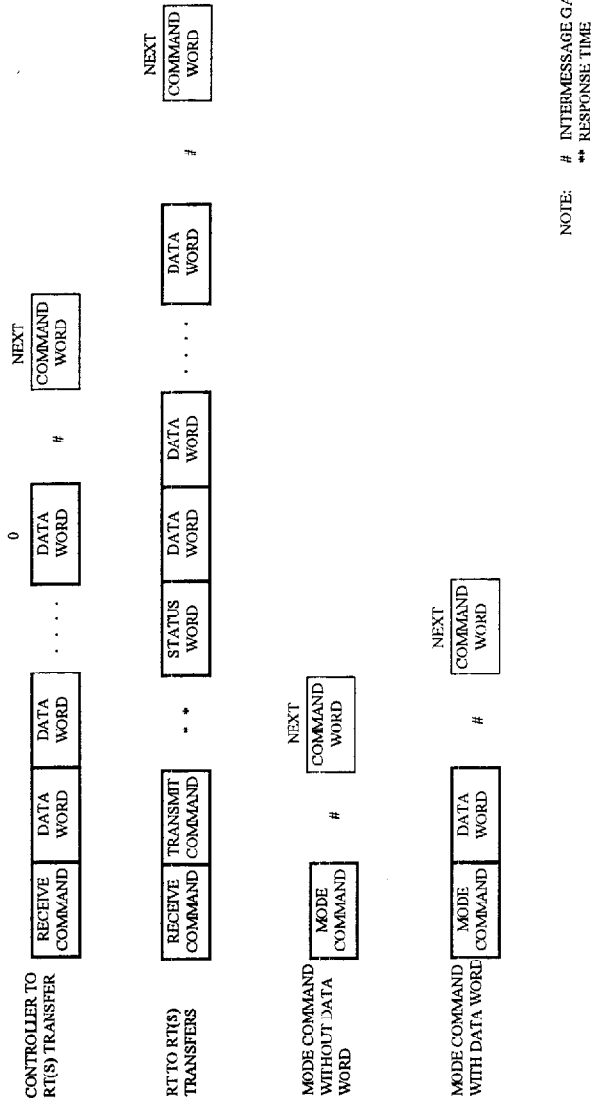 CONTROLLER TO
RT(S) TRANSFER
RECEIVE
COMMAND
DATA
WORD
DATA
WORD
. . . .
0
DATA
WORD
#
NEXT
COMMAND
WORD
RT TO RT(S)
TRANSFERS
RECEIVE
COMMAND
TRANSMIT
COMMAND
* *
STATUS
WORD
DATA
WORD
DATA
WORD
. . . .
DATA
WORD
#
NEXT
COMMAND
WORD
MODE COMMAND
WITHOUT DATA
WORD
MODE
COMMAND
#
NEXT
COMMAND
WORD
MODE COMMAND
WITH DATA WORD
MODE
COMMAND
DATA
WORD
#
NEXT
COMMAND
WORD
NOTE: # INTERMESSAGE GA
** RESPONSE TIME